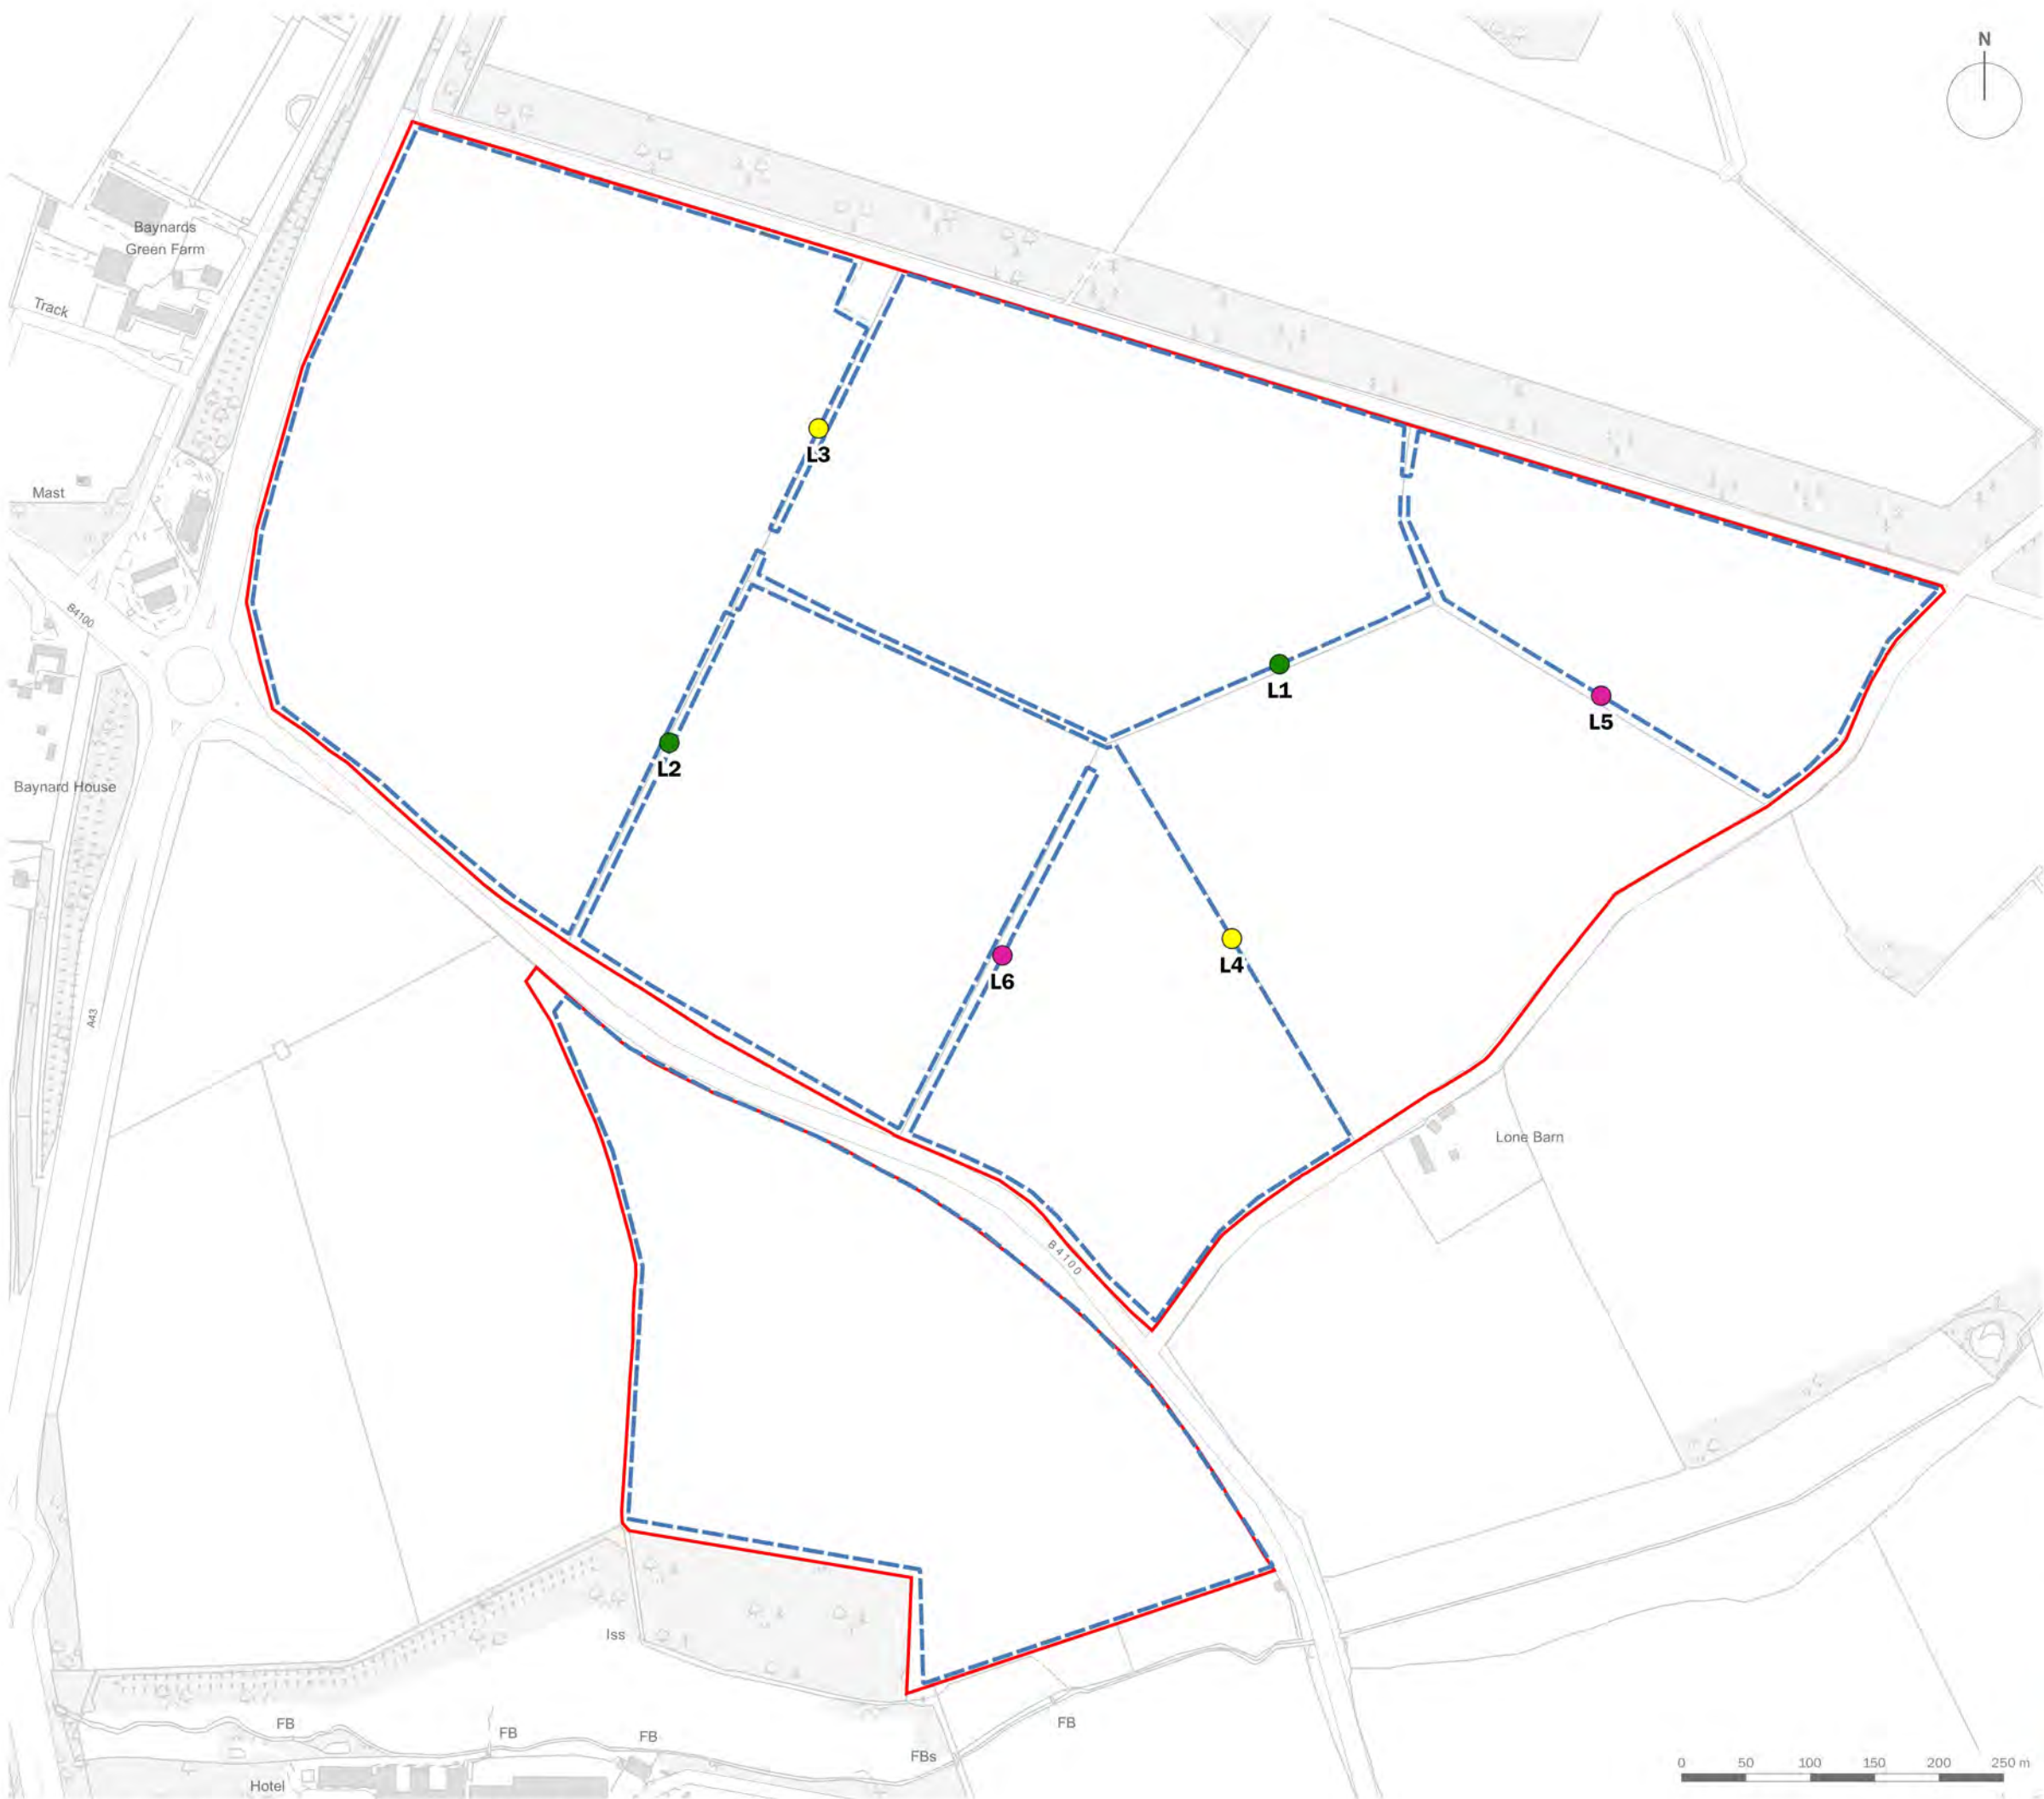 N
Baynards
Green Farm
Track
L3
Mast
B4100
L1
L5
L2
Baynard House
L4
L6
A43
Lone Barn
B4100
Iss
FB
FB
FB
FB
FBs
Hotel
0 50 100 150 200 250 m